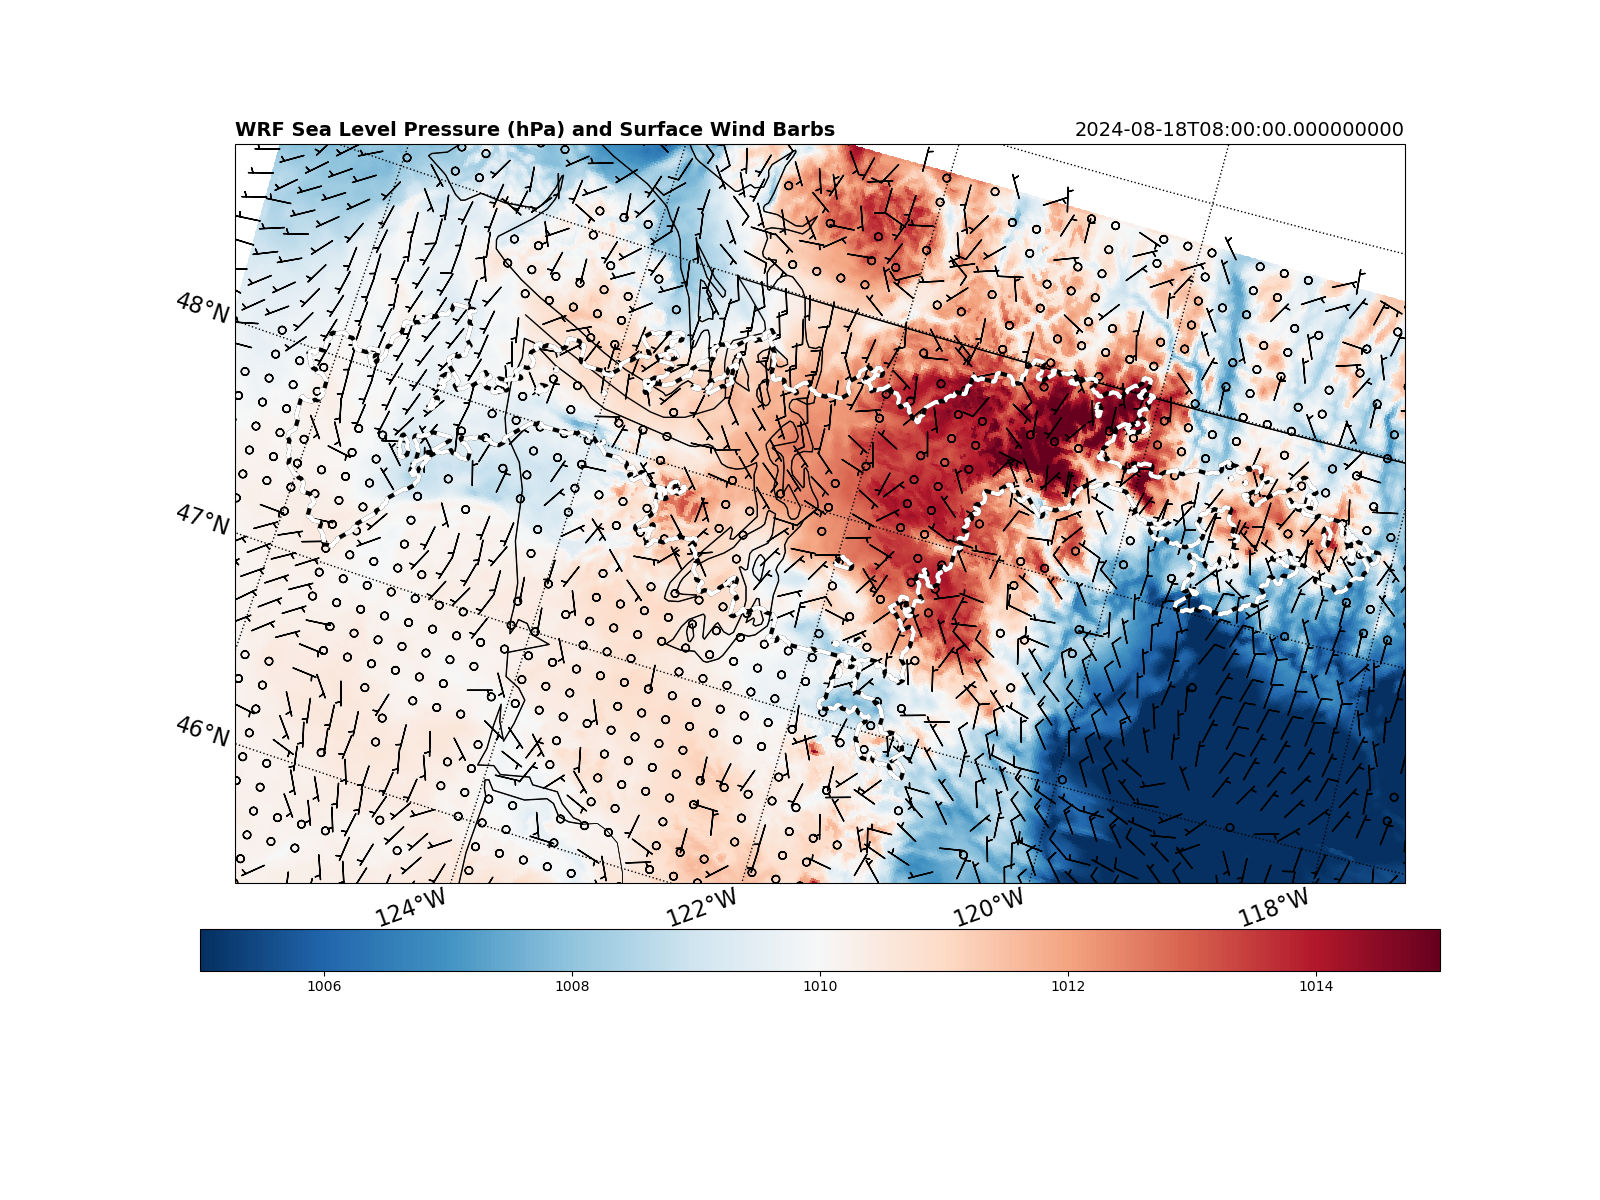 WRF Sea Level Pressure (hPa) and Surface Wind Barbs
2024-08-18T08:00:00.000000000
48°N
47°N
46°N
124°W
122°W
120°W
118°W
1006
1008
1010
1012
1014